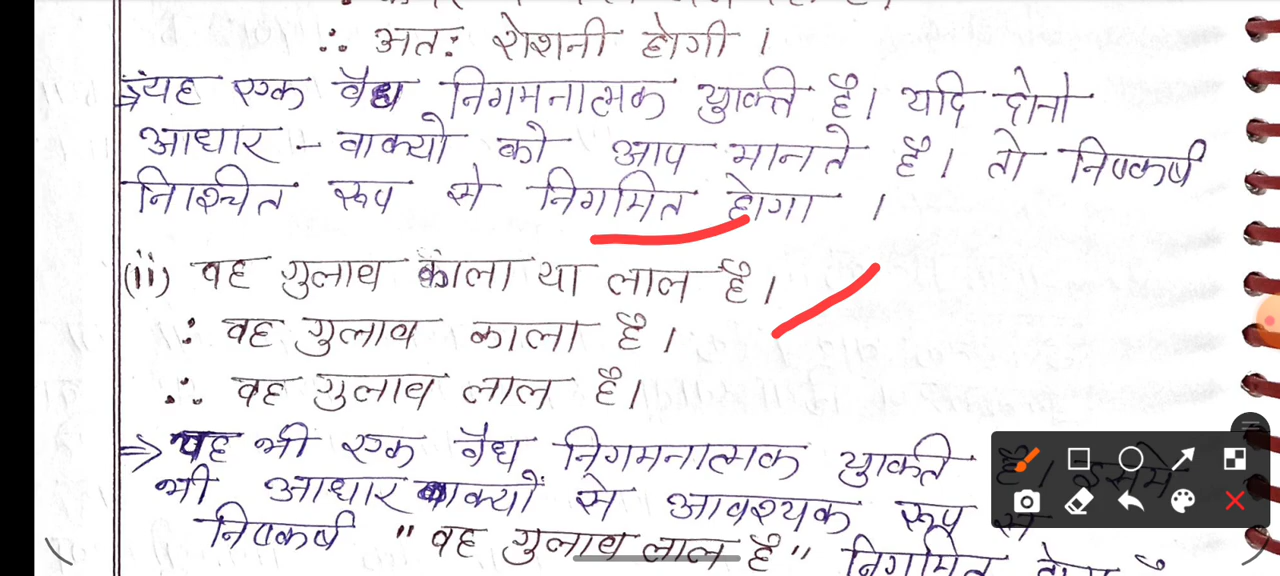 ∴ अतः रोशनी होगी ।
⇒ यह एक वैध निगमनात्मक युक्ति है। यदि दोनो
आधार - वाक्यो को आप मानते है। तो निष्कर्ष
निश्चित रूप से निगमित होगा ।
(ii) वह गुलाव काला या लाल है।
: वह गुलाव काला है।
∴ वह गुलाव लाल है।
⇒ यह भी एक वैध निगमनात्मक युक्ति है। इसमे
भी आधार वाक्यों से आवश्यक रूप से
निष्कर्ष "वह गुलाव लाल है" निगमित